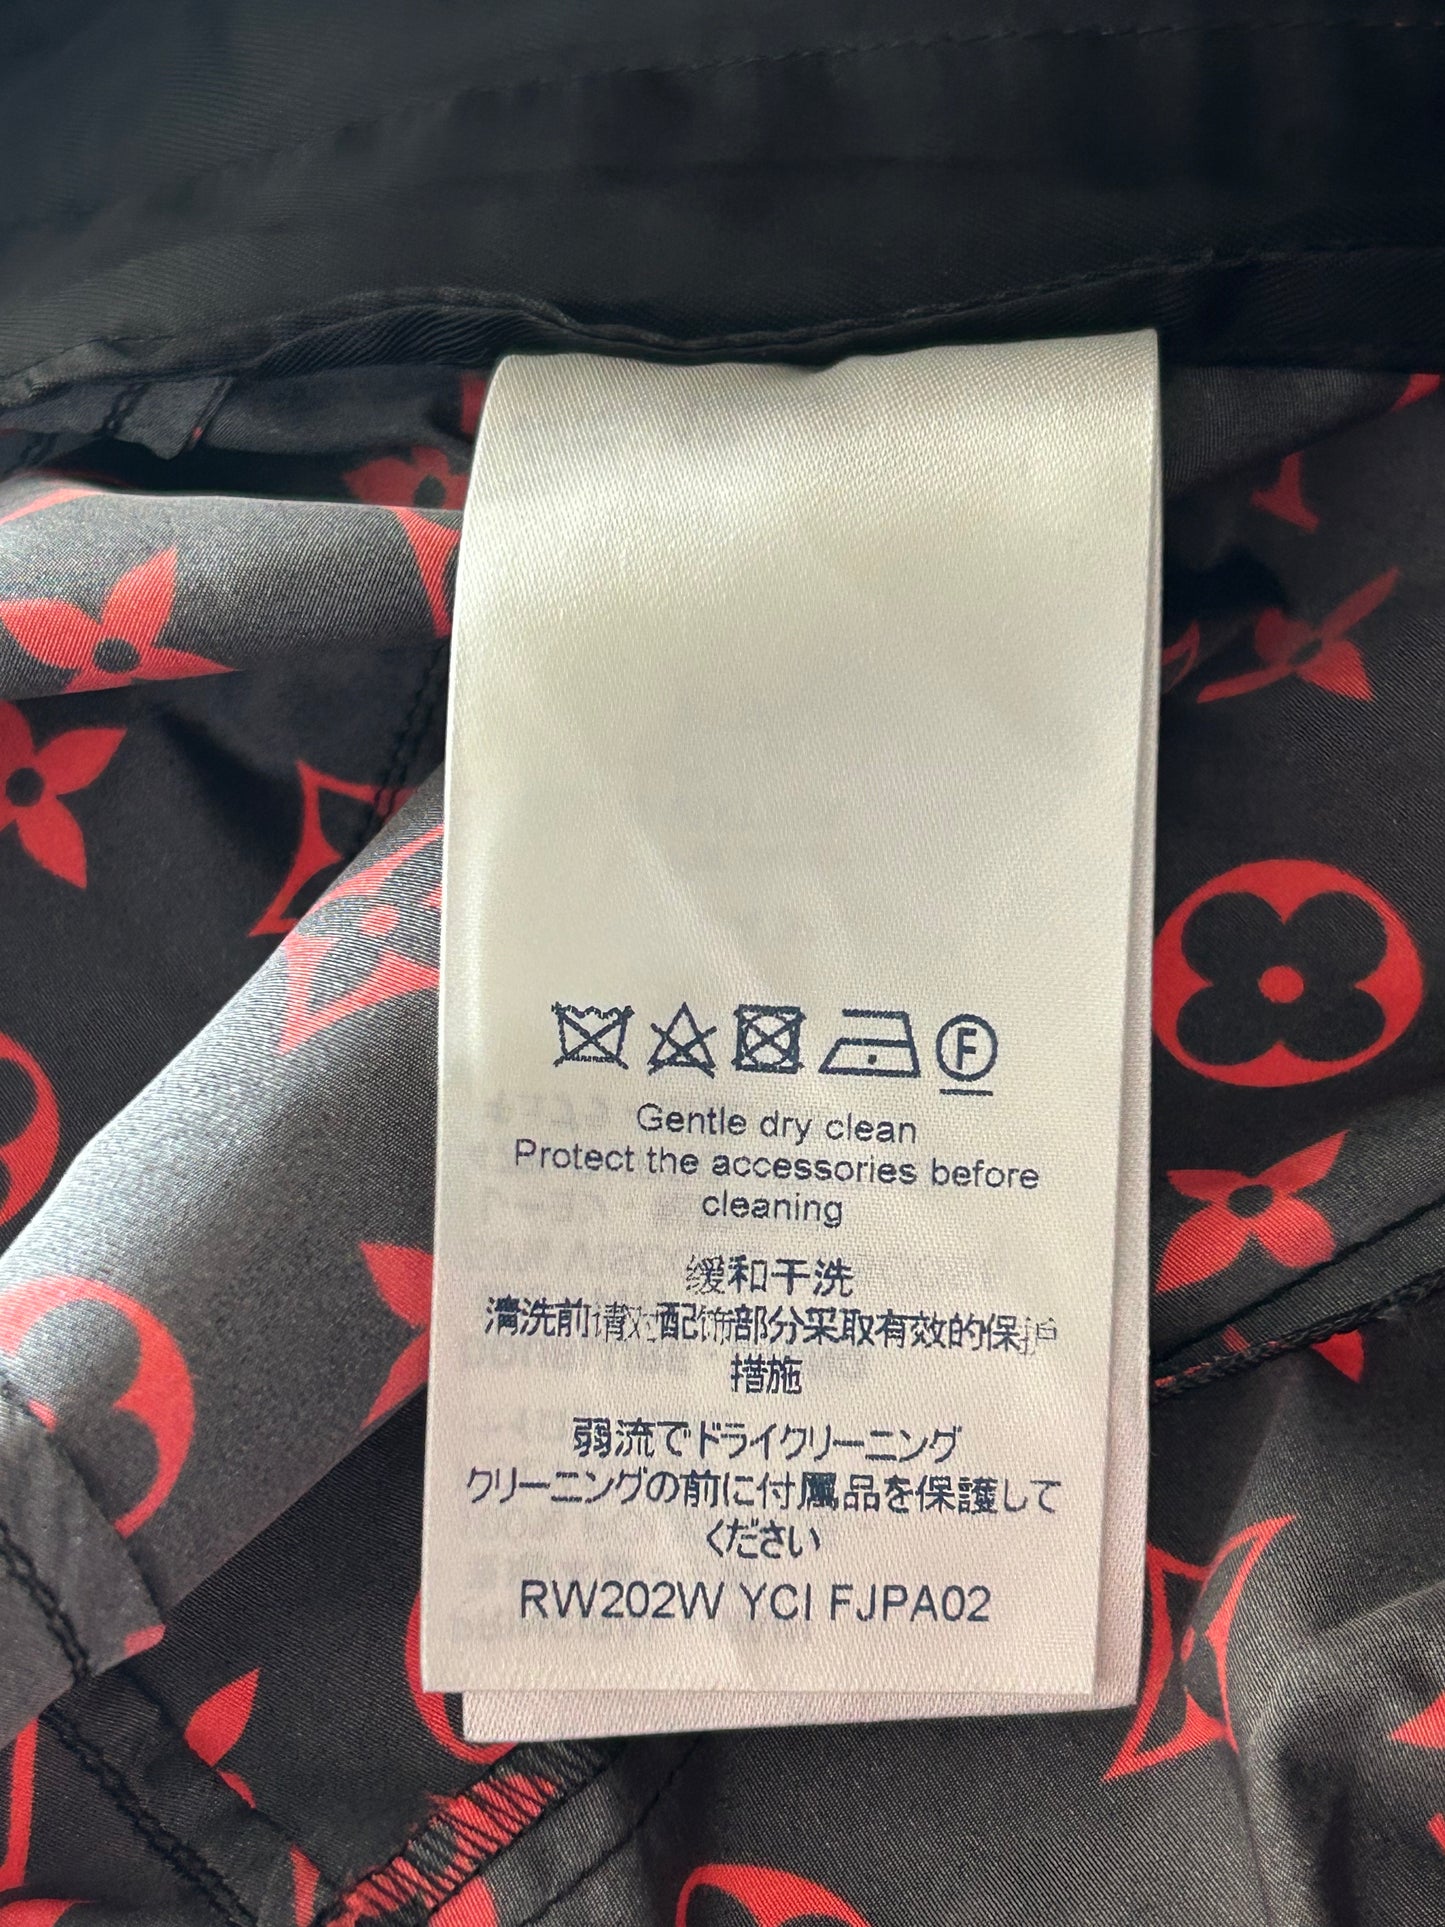 F
Gentle dry clean
Protect the accessories before
cleaning
缓和干洗
清洗前请对配饰部分采取有效的保护
措施
弱流でドライクリーニング
クリーニングの前に付属品を保護して
ください
RW202W YCI FJPA02